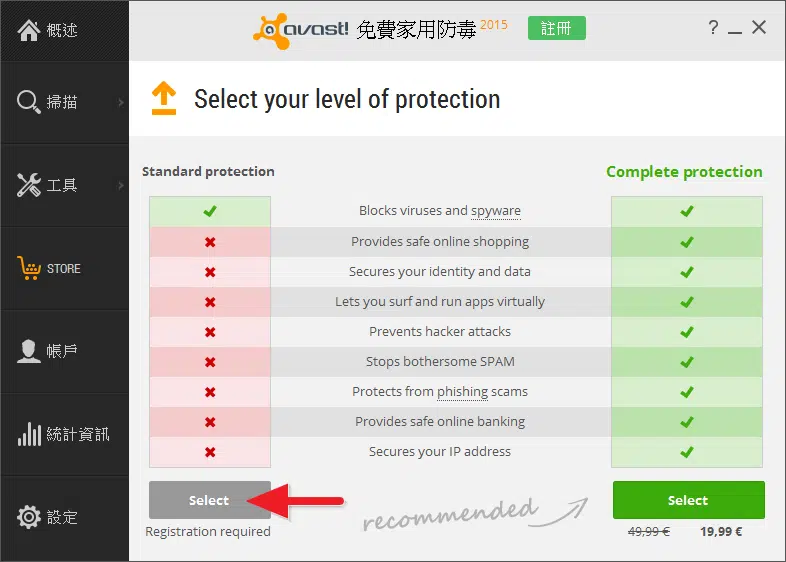 avast! 免費家用防毒 2015
註冊
?
概述
掃描
工具
STORE
帳戶
統計資訊
設定
Select your level of protection
Standard protection
Complete protection
Blocks viruses and spyware
Provides safe online shopping
Secures your identity and data
Lets you surf and run apps virtually
Prevents hacker attacks
Stops bothersome SPAM
Protects from phishing scams
Provides safe online banking
Secures your IP address
Select
Registration required
recommended
Select
49,99 € 19,99 €